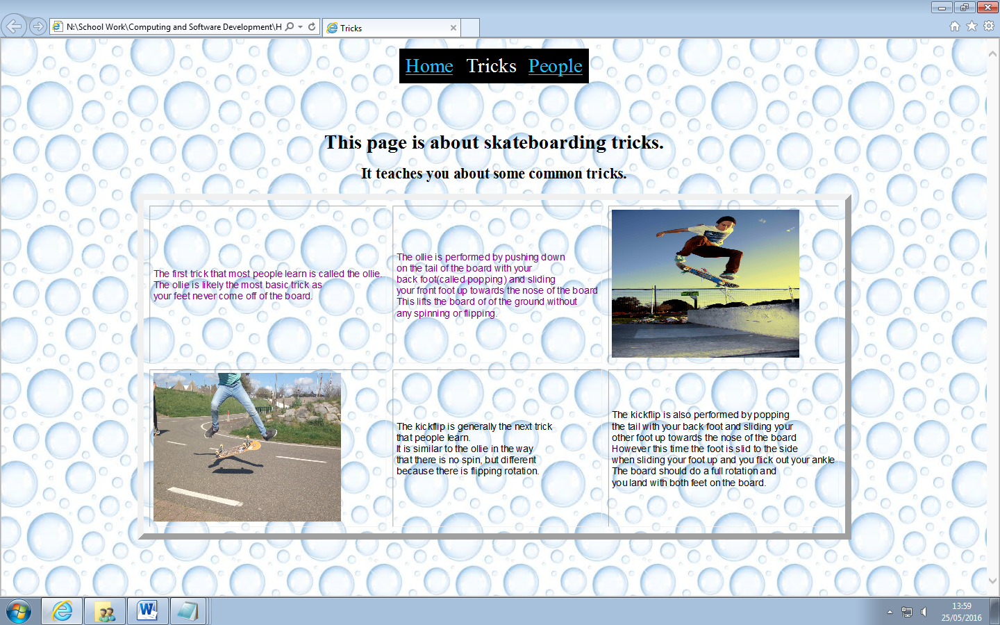 N:\School Work\Computing and Software Development\H
Tricks
Home Tricks People
This page is about skateboarding tricks.
It teaches you about some common tricks.
The first trick that most people learn is called the ollie.
The ollie is likely the most basic trick as
your feet never come off of the board.
The ollie is performed by pushing down
on the tail of the board with your
back foot(called popping) and sliding
your front foot up towards the nose of the board
This lifts the board of of the ground without
any spinning or flipping.
The kickflip is generally the next trick
that people learn.
It is similar to the ollie in the way
that there is no spin, but different
because there is flipping rotation.
The kickflip is also performed by popping
the tail with your back foot and sliding your
other foot up towards the nose of the board
However this time the foot is slid to the side
when sliding your foot up and you flick out your ankle
The board should do a full rotation and
you land with both feet on the board.
13:59
25/05/2016